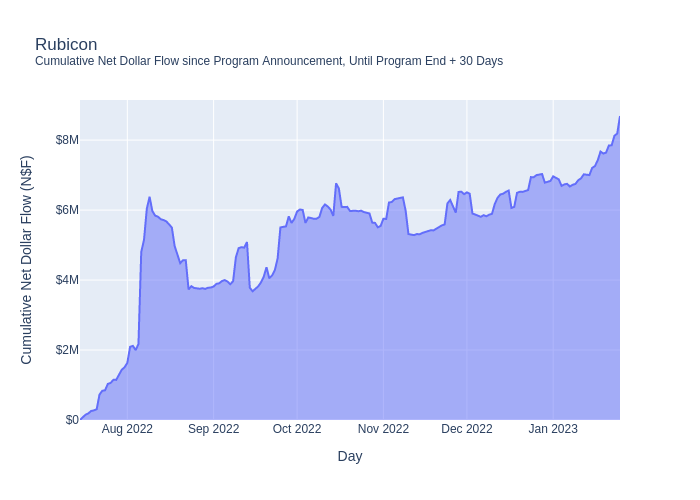 Rubicon
Cumulative Net Dollar Flow since Program Announcement, Until Program End + 30 Days
Cumulative Net Dollar Flow (N$F)
$8M
$6M
$4M
$2M
$0
Aug 2022
Sep 2022
Oct 2022
Nov 2022
Dec 2022
Jan 2023
Day